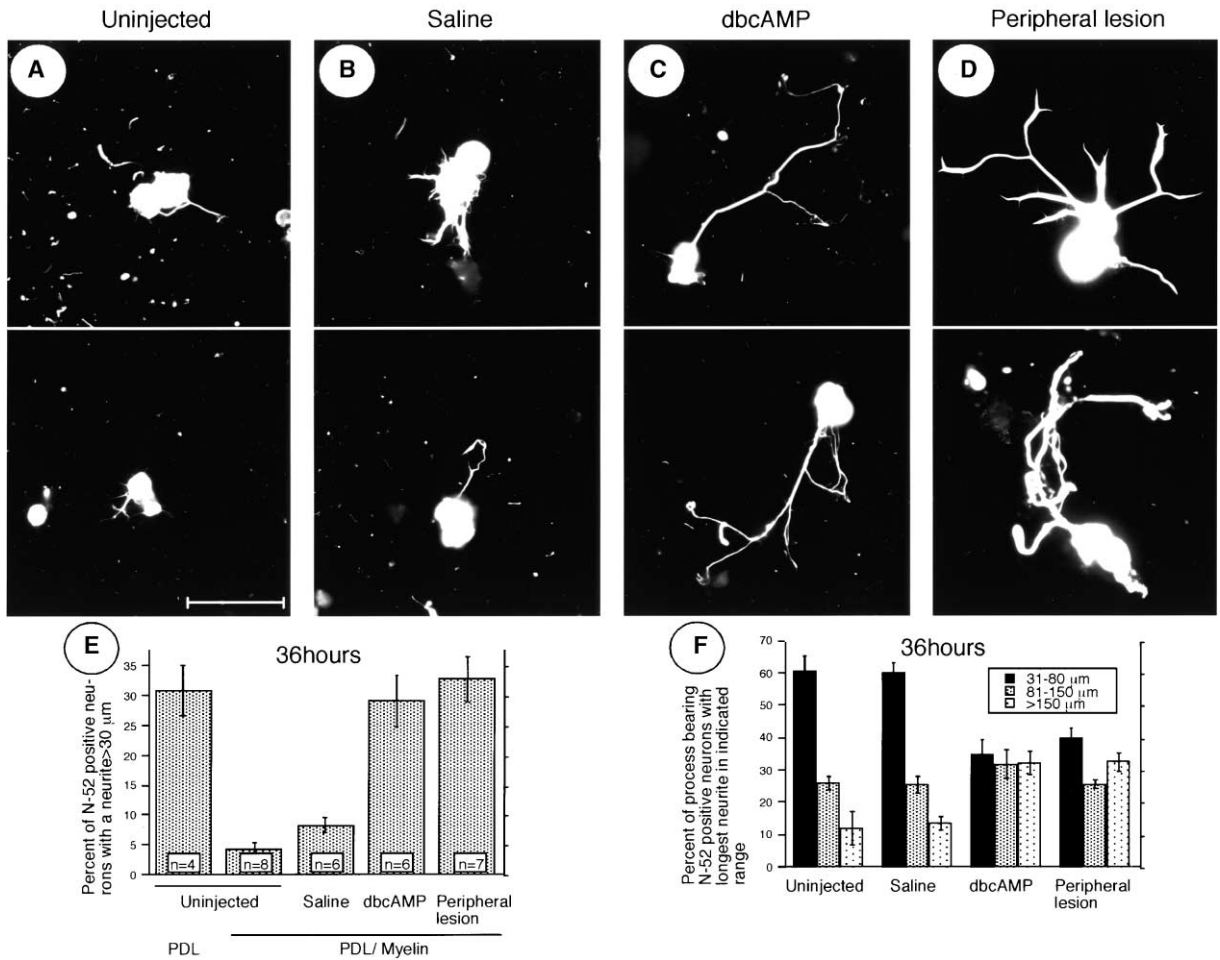 Uninjected
Saline
dbcAMP
Peripheral lesion
A
B
C
D
E
36hours
Percent of N-52 positive neu-
rons with a neurite>30 µm
35
30
25
20
15
10
5
0
n=4
n=8
n=6
n=6
n=7
Uninjected
Saline
dbcAMP
Peripheral
lesion
PDL
PDL/ Myelin
F
36hours
Percent of process bearing
N-52 positive neurons with
longest neurite in indicated
range
70
60
50
40
30
20
10
0
31-80 µm
81-150 µm
>150 µm
Uninjected
Saline
dbcAMP
Peripheral
lesion